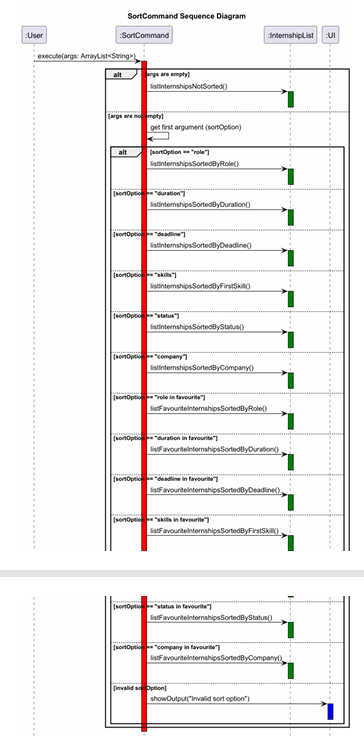 SortCommand Sequence Diagram
:User
:SortCommand
:InternshipList
:UI
execute(args: ArrayList<String>)
alt
[args are empty]
listInternshipsNotSorted()
[args are not empty]
get first argument (sortOption)
alt
[sortOption == "role"]
listInternshipsSortedByRole()
[sortOption == "duration"]
listInternshipsSortedByDuration()
[sortOption == "deadline"]
listInternshipsSortedByDeadline()
[sortOption == "skills"]
listInternshipsSortedByFirstSkill()
[sortOption == "status"]
listInternshipsSortedByStatus()
[sortOption == "company"]
listInternshipsSortedByCompany()
[sortOption == "role in favourite"]
listFavouriteInternshipsSortedByRole()
[sortOption == "duration in favourite"]
listFavouriteInternshipsSortedByDuration()
[sortOption == "deadline in favourite"]
listFavouriteInternshipsSortedByDeadline()
[sortOption == "skills in favourite"]
listFavouriteInternshipsSortedByFirstSkill()
[sortOption == "status in favourite"]
listFavouriteInternshipsSortedByStatus()
[sortOption == "company in favourite"]
listFavouriteInternshipsSortedByCompany()
[invalid sortOption]
showOutput("Invalid sort option")